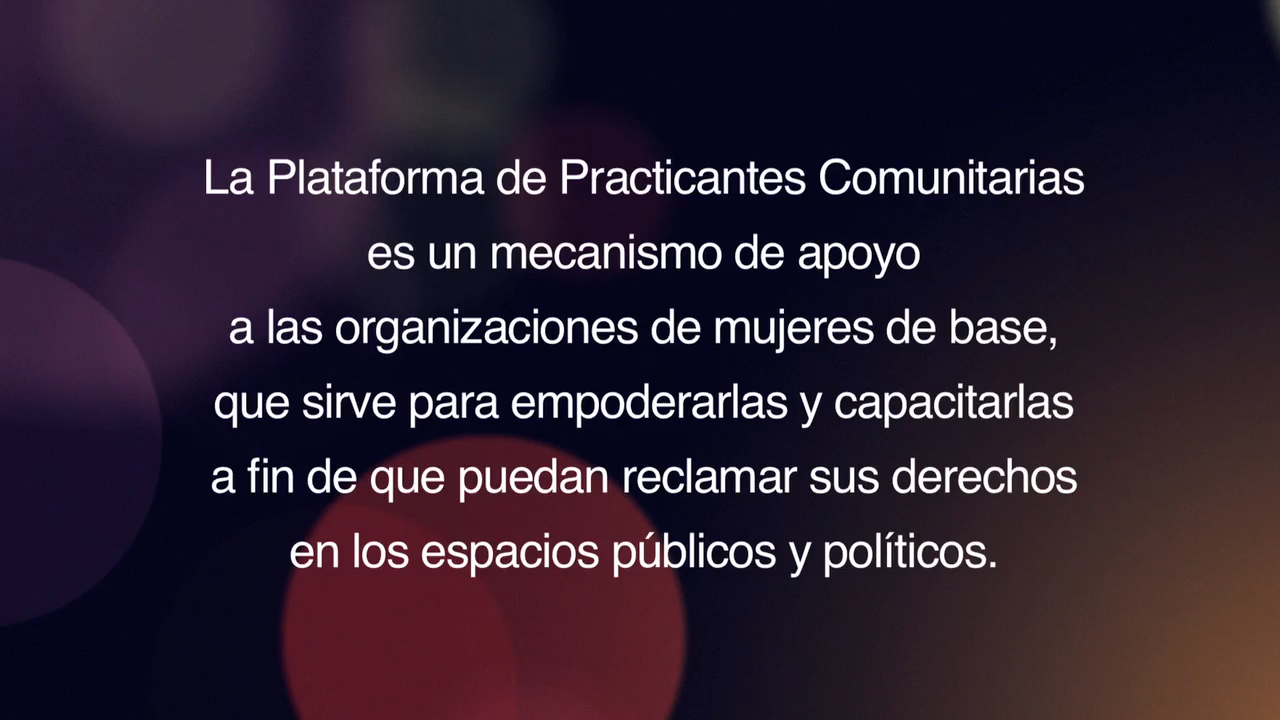 La Plataforma de Practicantes Comunitarias
es un mecanismo de apoyo
a las organizaciones de mujeres de base,
que sirve para empoderarlas y capacitarlas
a fin de que puedan reclamar sus derechos
en los espacios públicos y políticos.